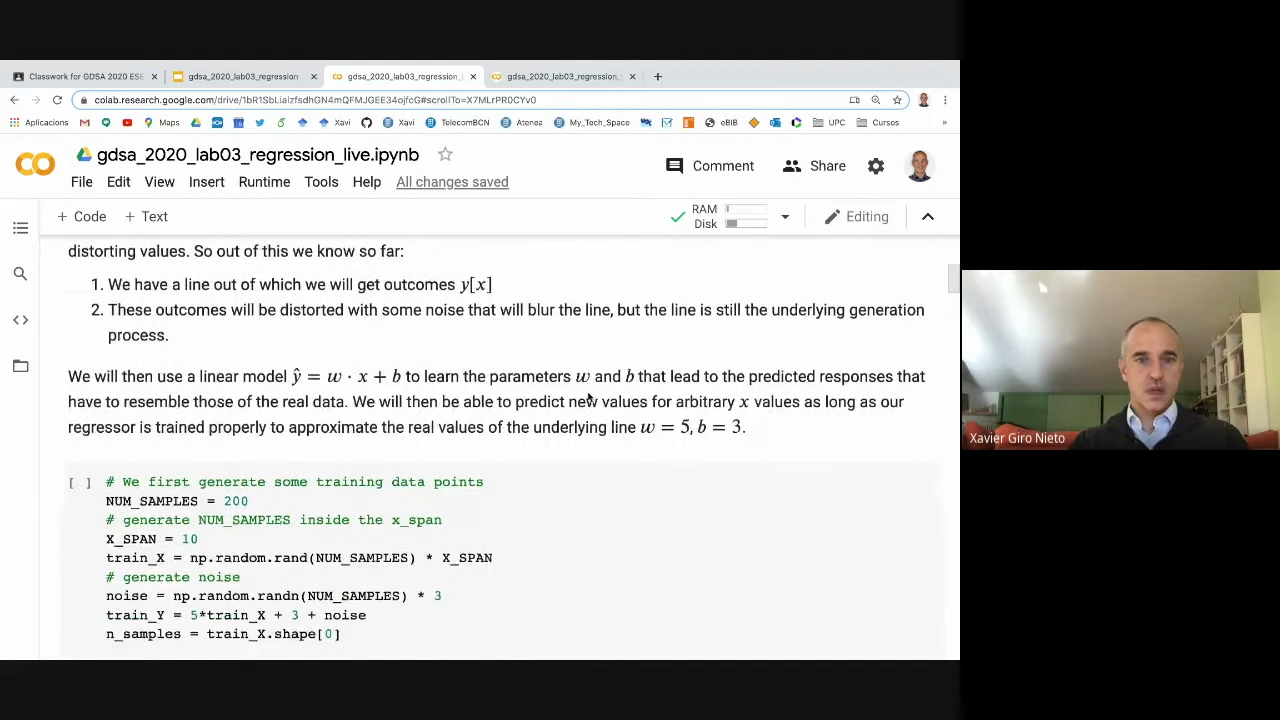 Classwork for GDSA 2020 ESE
gdsa_2020_lab03_regression
gdsa_2020_lab03_regression_
gdsa_2020_lab03_regression_
colab.research.google.com/drive/1bR1SbLialzfsdhGN4mQFMJGEE34ojfcG#scrollTo=X7MLrPR0CYv0
Aplicacions
Maps
Xavi
Xavi
TelecomBCN
Atenea
My_Tech_Space
eBIB
UPC
Cursos
»
gdsa_2020_lab03_regression_live.ipynb
Comment
Share
File Edit View Insert Runtime Tools Help All changes saved
+ Code + Text
RAM
Disk
Editing
distorting values. So out of this we know so far:
1. We have a line out of which we will get outcomes y[x]
2. These outcomes will be distorted with some noise that will blur the line, but the line is still the underlying generation
process.
We will then use a linear model ŷ = w · x + b to learn the parameters w and b that lead to the predicted responses that
have to resemble those of the real data. We will then be able to predict new values for arbitrary x values as long as our
regressor is trained properly to approximate the real values of the underlying line w = 5, b = 3.
[ ] # We first generate some training data points
NUM_SAMPLES = 200
# generate NUM_SAMPLES inside the x_span
X_SPAN = 10
train_X = np.random.rand(NUM_SAMPLES) * X_SPAN
# generate noise
noise = np.random.randn(NUM_SAMPLES) * 3
train_Y = 5*train_X + 3 + noise
n_samples = train_X.shape[0]
Xavier Giro Nieto